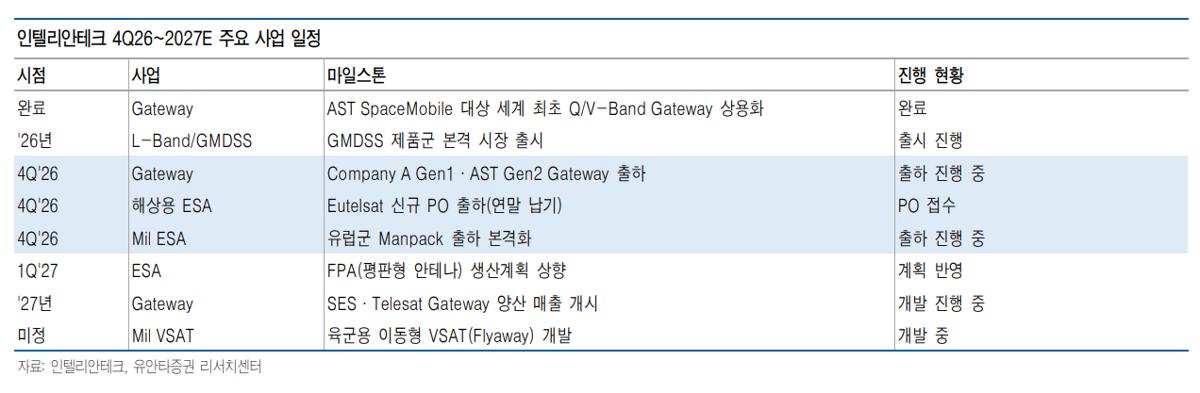 인텔리안테크 4Q26~2027E 주요 사업 일정
시점 사업 마일스톤 진행 현황
완료 Gateway AST SpaceMobile 대상 세계 최초 Q/V-Band Gateway 상용화 완료
'26년 L-Band/GMDSS GMDSS 제품군 본격 시장 출시 출시 진행
4Q'26 Gateway Company A Gen1 · AST Gen2 Gateway 출하 출하 진행 중
4Q'26 해상용 ESA Eutelsat 신규 PO 출하(연말 납기) PO 접수
4Q'26 Mil ESA 유럽군 Manpack 출하 본격화 출하 진행 중
1Q'27 ESA FPA(평판형 안테나) 생산계획 상향 계획 반영
'27년 Gateway SES · Telesat Gateway 양산 매출 개시 개발 진행 중
미정 Mil VSAT 육군용 이동형 VSAT(Flyaway) 개발 개발 중
자료: 인텔리안테크, 유안타증권 리서치센터